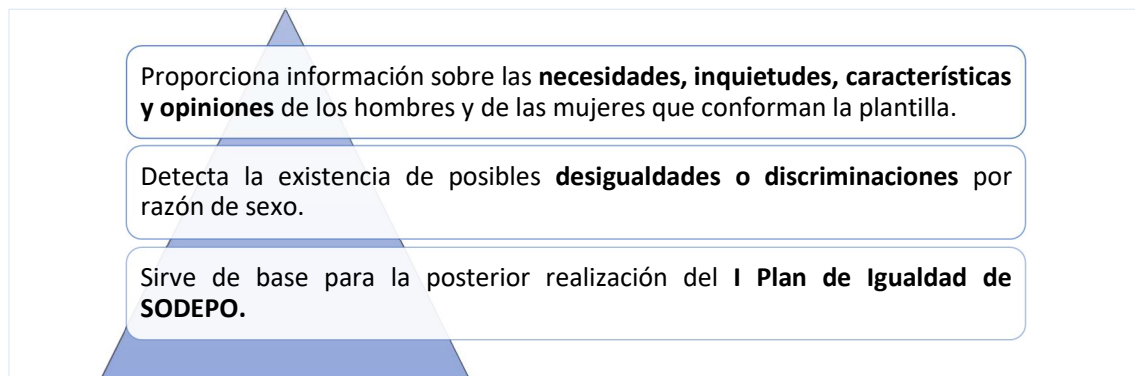 Proporciona información sobre las necesidades, inquietudes, características
y opiniones de los hombres y de las mujeres que conforman la plantilla.
Detecta la existencia de posibles desigualdades o discriminaciones por
razón de sexo.
Sirve de base para la posterior realización del I Plan de Igualdad de
SODEPO.